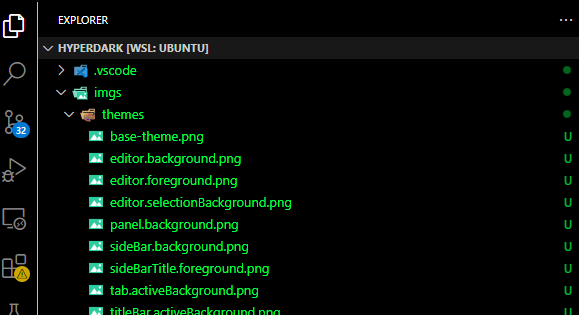 EXPLORER ...
HYPERDARK [WSL: UBUNTU]
.vscode
imgs
themes
base-theme.png U
editor.background.png U
32
editor.foreground.png U
editor.selectionBackground.png U
panel.background.png U
sideBar.background.png U
sideBarTitle.foreground.png U
tab.activeBackground.png U
titleBar.activeBackground.png U